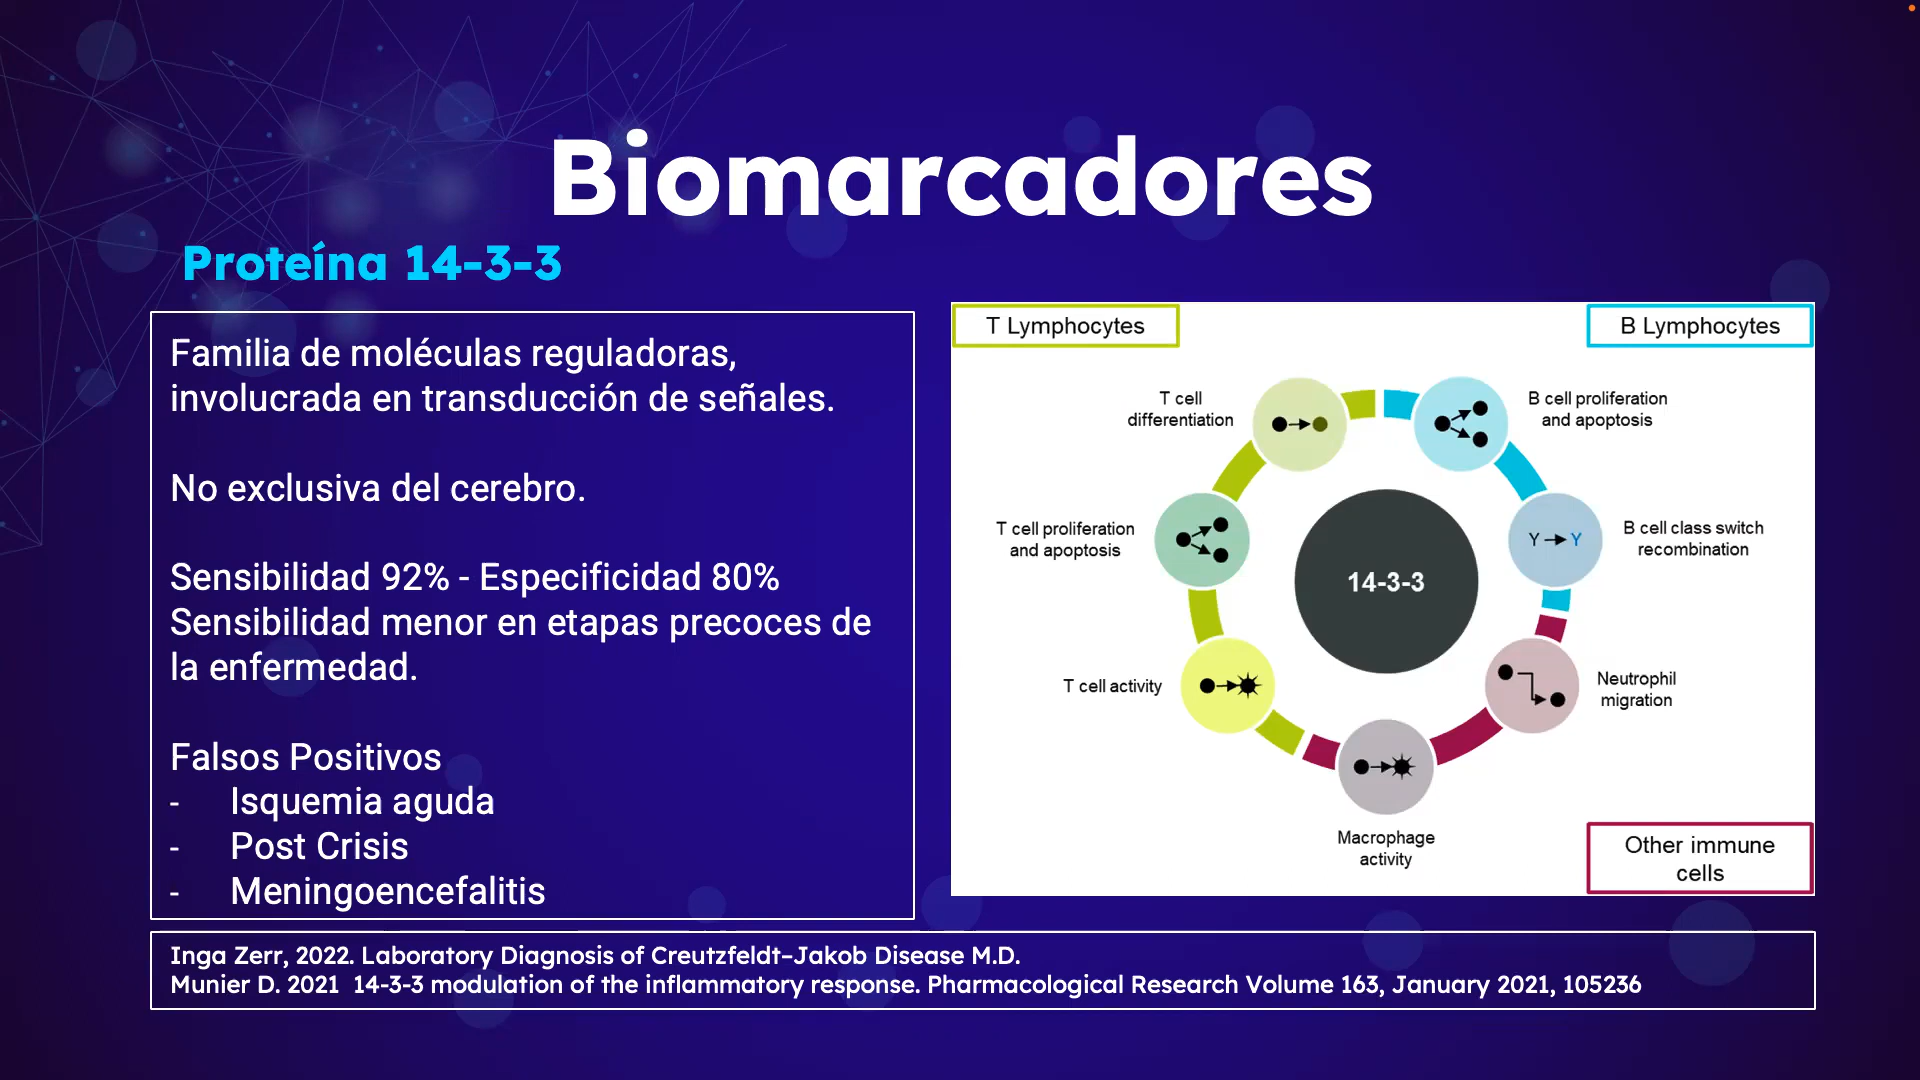 Biomarcadores
Proteína 14-3-3
Familia de moléculas reguladoras,
involucrada en transducción de señales.
No exclusiva del cerebro.
Sensibilidad 92% - Especificidad 80%
Sensibilidad menor en etapas precoces de
la enfermedad.
Falsos Positivos
- Isquemia aguda
- Post Crisis
- Meningoencefalitis
T Lymphocytes
B Lymphocytes
T cell
differentiation
B cell proliferation
and apoptosis
T cell proliferation
and apoptosis
Y
Y
B cell class switch
recombination
14-3-3
T cell activity
Neutrophil
migration
Macrophage
activity
Other immune
cells
Inga Zerr, 2022. Laboratory Diagnosis of Creutzfeldt–Jakob Disease M.D.
Munier D. 2021 14-3-3 modulation of the inflammatory response. Pharmacological Research Volume 163, January 2021, 105236